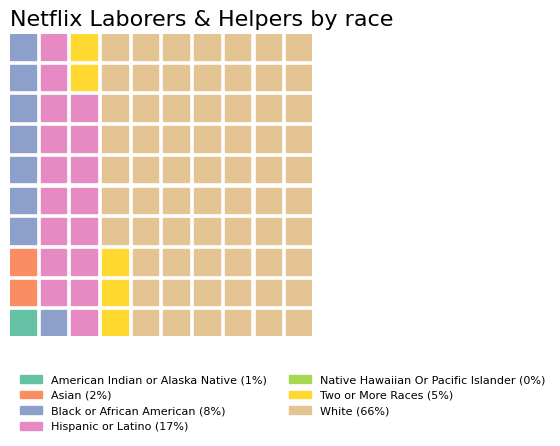 Netflix Laborers & Helpers by race
American Indian or Alaska Native (1%)
Asian (2%)
Black or African American (8%)
Hispanic or Latino (17%)
Native Hawaiian Or Pacific Islander (0%)
Two or More Races (5%)
White (66%)